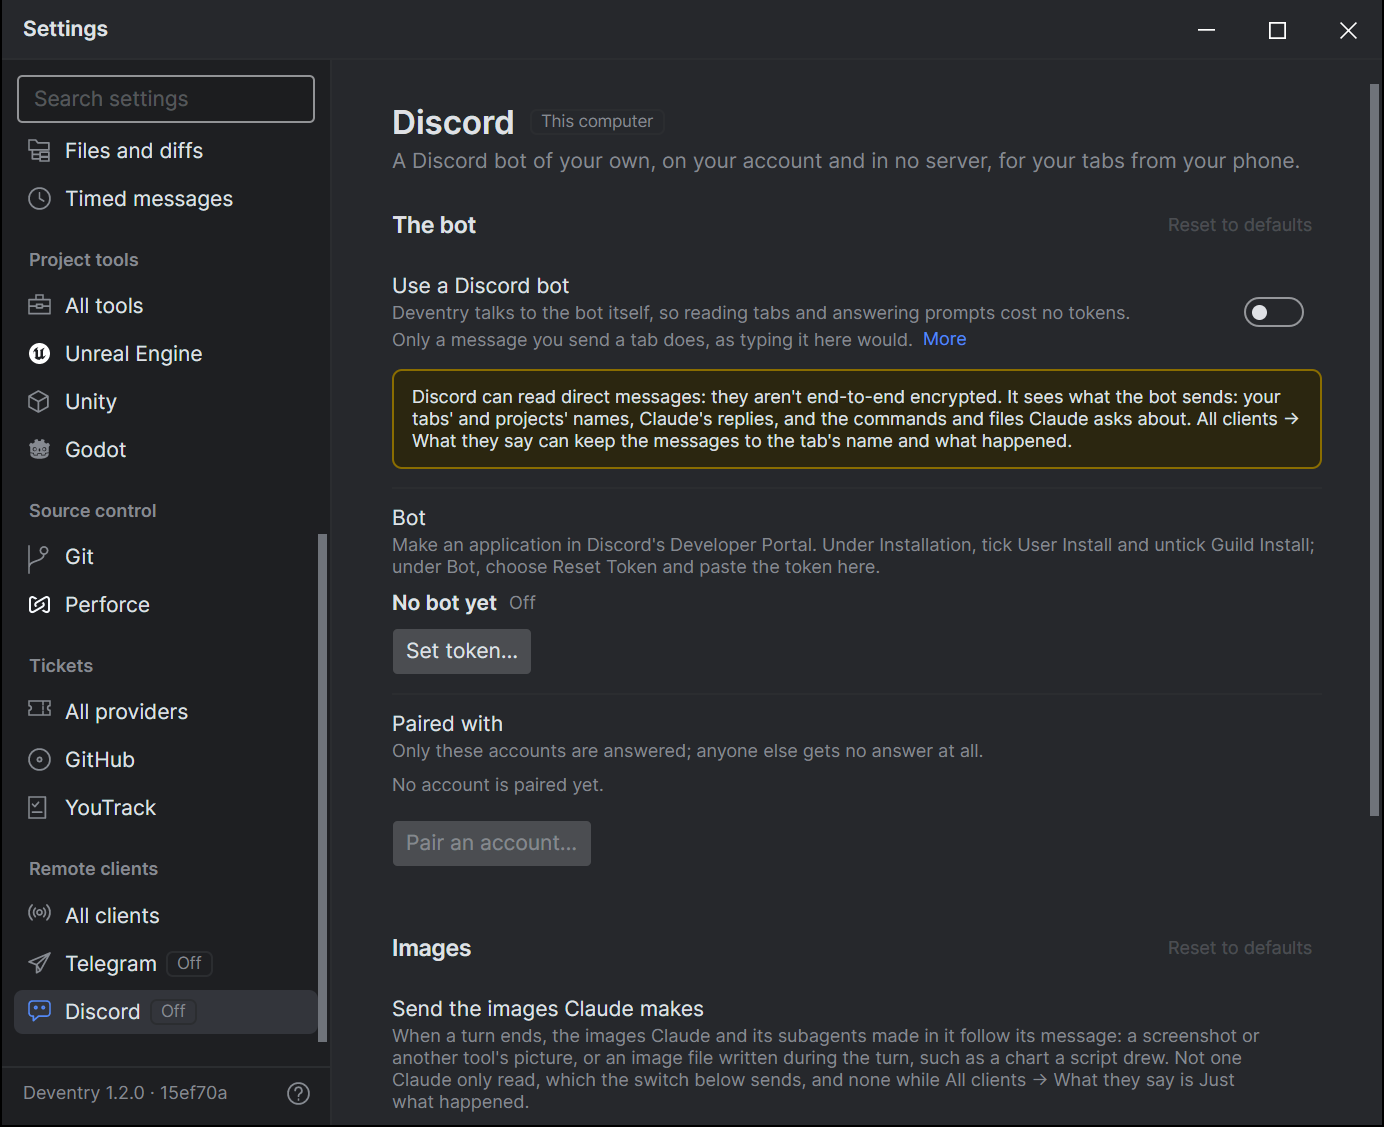 Settings
Search settings
Files and diffs
Timed messages
Project tools
All tools
Unreal Engine
Unity
Godot
Source control
Git
Perforce
Tickets
All providers
GitHub
YouTrack
Remote clients
All clients
Telegram Off
Discord Off
Deventry 1.2.0 · 15ef70a
Discord This computer
A Discord bot of your own, on your account and in no server, for your tabs from your phone.
The bot Reset to defaults
Use a Discord bot
Deventry talks to the bot itself, so reading tabs and answering prompts cost no tokens.
Only a message you send a tab does, as typing it here would. More
Discord can read direct messages: they aren't end-to-end encrypted. It sees what the bot sends: your
tabs' and projects' names, Claude's replies, and the commands and files Claude asks about. All clients →
What they say can keep the messages to the tab's name and what happened.
Bot
Make an application in Discord's Developer Portal. Under Installation, tick User Install and untick Guild Install;
under Bot, choose Reset Token and paste the token here.
No bot yet Off
Set token...
Paired with
Only these accounts are answered; anyone else gets no answer at all.
No account is paired yet.
Pair an account...
Images Reset to defaults
Send the images Claude makes
When a turn ends, the images Claude and its subagents made in it follow its message: a screenshot or
another tool's picture, or an image file written during the turn, such as a chart a script drew. Not one
Claude only read, which the switch below sends, and none while All clients → What they say is Just
what happened.